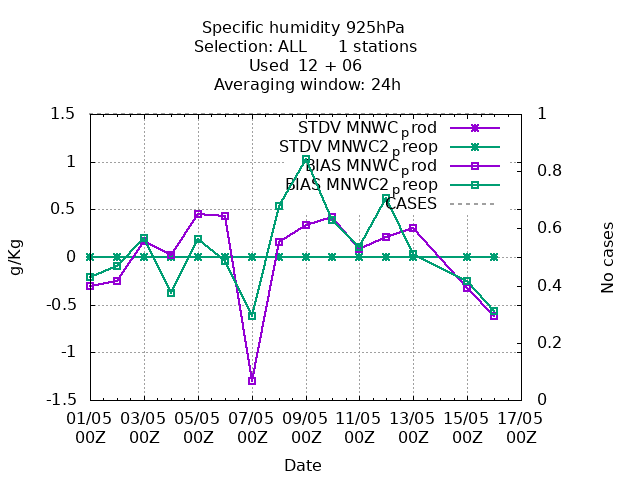 Specific humidity 925hPa
Selection: ALL 1 stations
Used 12 + 06
Averaging window: 24h
1.5 1
STDV MNWC_prod
STDV MNWC2_preop
1 BIAS MNWC_prod 0.8
BIAS MNWC2_preop
0.5 CASES 0.6
0
-0.5 0.4
-1 0.2
-1.5 0
g/Kg
No cases
01/05 03/05 05/05 07/05 09/05 11/05 13/05 15/05 17/05
00Z 00Z 00Z 00Z 00Z 00Z 00Z 00Z 00Z
Date